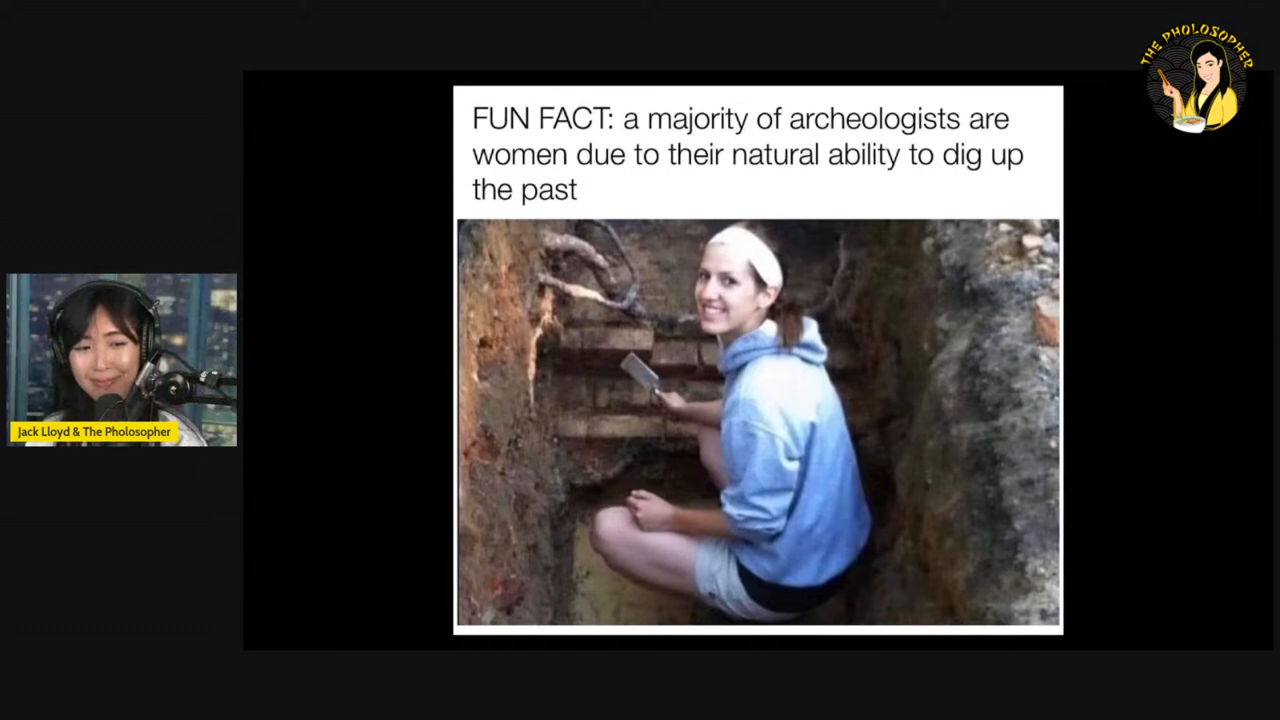 THE PHOLOSOPHER
FUN FACT: a majority of archeologists are
women due to their natural ability to dig up
the past
Jack Lloyd & The Pholosopher